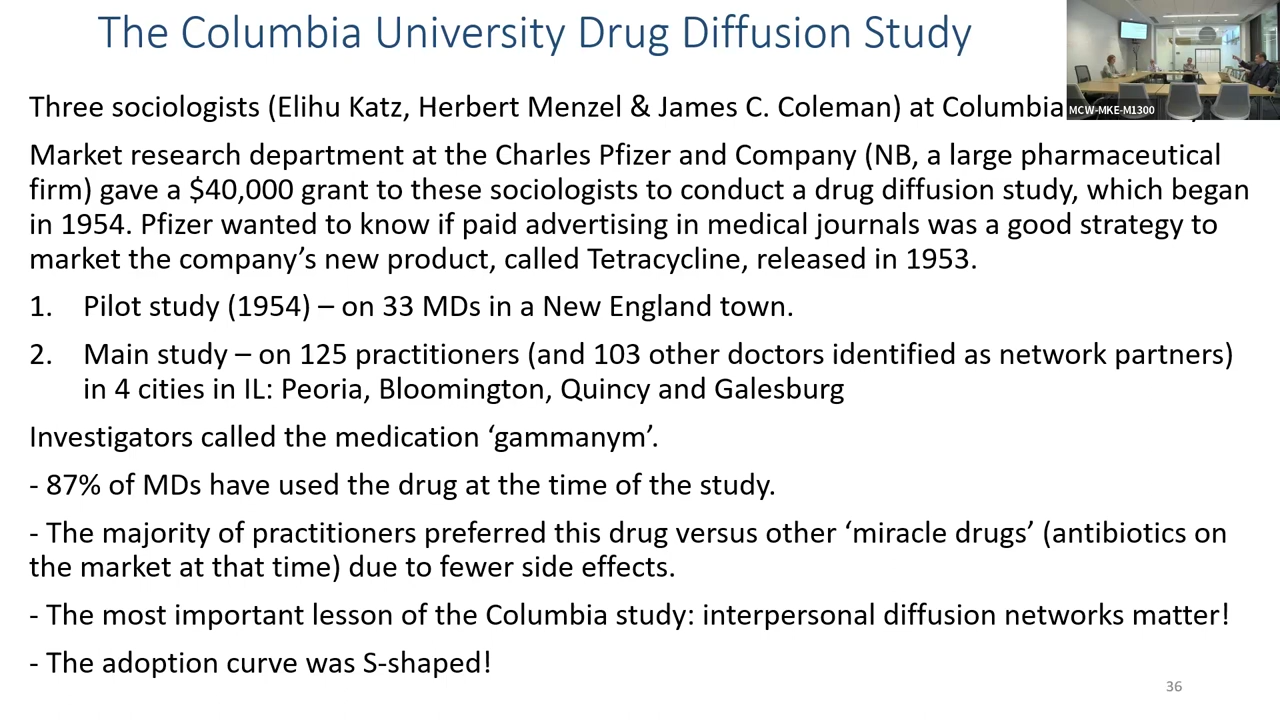 The Columbia University Drug Diffusion Study
Three sociologists (Elihu Katz, Herbert Menzel & James C. Coleman) at Columbia
MCW-MKE-M1300
Market research department at the Charles Pfizer and Company (NB, a large pharmaceutical
firm) gave a $40,000 grant to these sociologists to conduct a drug diffusion study, which began
in 1954. Pfizer wanted to know if paid advertising in medical journals was a good strategy to
market the company’s new product, called Tetracycline, released in 1953.
1. Pilot study (1954) – on 33 MDs in a New England town.
2. Main study – on 125 practitioners (and 103 other doctors identified as network partners)
in 4 cities in IL: Peoria, Bloomington, Quincy and Galesburg
Investigators called the medication ‘gammanym’.
- 87% of MDs have used the drug at the time of the study.
- The majority of practitioners preferred this drug versus other ‘miracle drugs’ (antibiotics on
the market at that time) due to fewer side effects.
- The most important lesson of the Columbia study: interpersonal diffusion networks matter!
- The adoption curve was S-shaped!
36